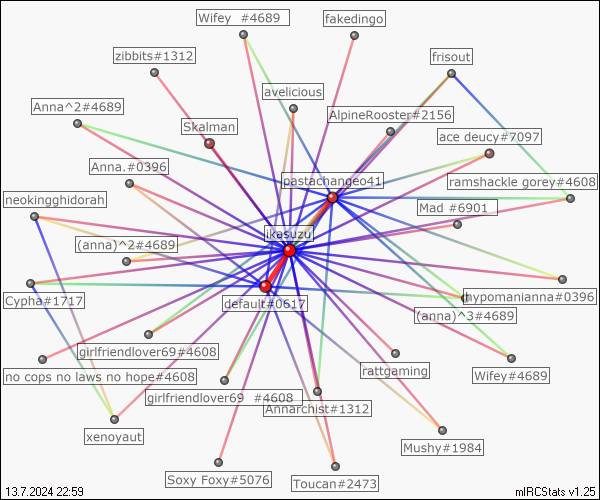 Wifey  #4689
fakedingo
zibbits#1312
frisout
avelicious
Anna^2#4689
AlpineRooster#2156
Skalman
ace deucy#7097
Anna.#0396
pastachangeo41
ramshackle gorey#4608
neokingghidorah
Mad #6901
ikasuzu
(anna)^2#4689
Cypha#1717
default#0617
hypomanianna#0396
(anna)^3#4689
girlfriendlover69#4608
no cops no laws no hope#4608
rattgaming
Wifey#4689
girlfriendlover69  #4608
Annarchist#1312
xenoyaut
Mushy#1984
Soxy Foxy#5076
Toucan#2473
13.7.2024 22:59
mIRCStats v1.25